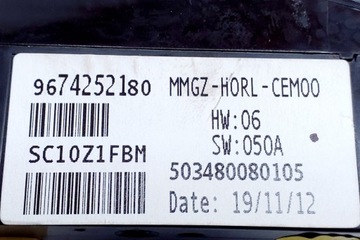 9674252180 MMGZ-HORL-CEM00
HW:06
SC10Z1FBM SW:050A
503480080105
Date: 19/11/12